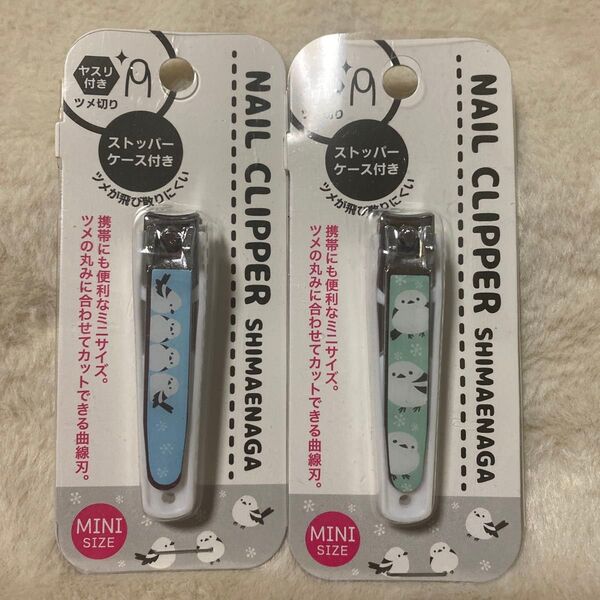 ヤスリ
付き
ツメ切り
ストッパー
ケース付き
ツメが飛び散りにくい
NAIL CLIPPER SHIMAENAGA
携帯にも便利なミニサイズ。
ツメの丸みに合わせてカットできる曲線刃。
MINI
SIZE
ツメ切り
ストッパー
ケース付き
ツメが飛び散りにくい
NAIL CLIPPER SHIMAENAGA
携帯にも便利なミニサイズ。
ツメの丸みに合わせてカットできる曲線刃。
MINI
SIZE